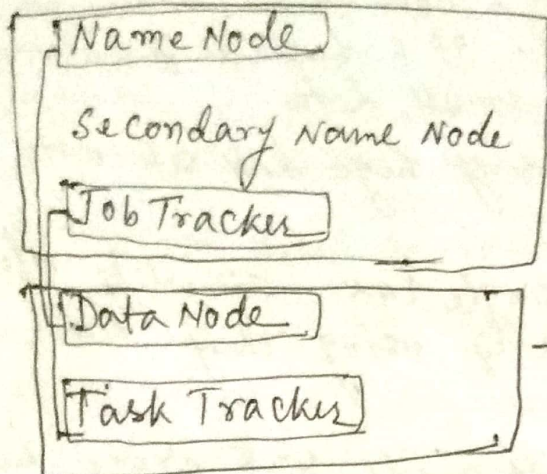 Name Node
Secondary Name Node
Job Tracker
Data Node
Task Tracker